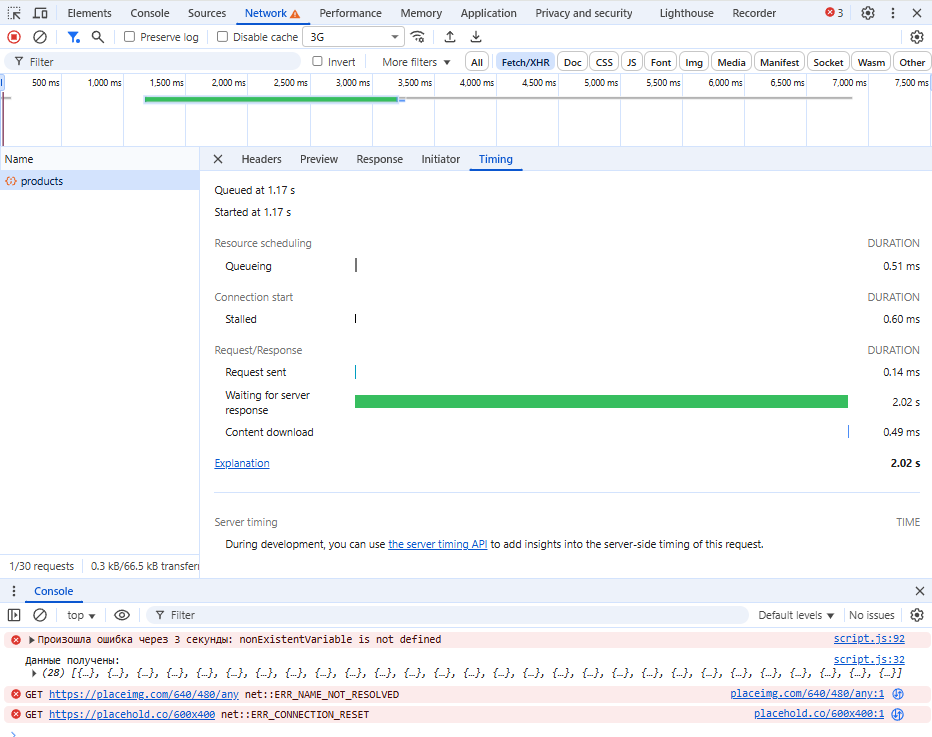 Elements Console Sources Network Performance Memory Application Privacy and security Lighthouse Recorder 3
Preserve log Disable cache 3G
Filter Invert More filters All Fetch/XHR Doc CSS JS Font Img Media Manifest Socket Wasm Other
500 ms 1,000 ms 1,500 ms 2,000 ms 2,500 ms 3,000 ms 3,500 ms 4,000 ms 4,500 ms 5,000 ms 5,500 ms 6,000 ms 6,500 ms 7,000 ms 7,500 ms
Name Headers Preview Response Initiator Timing
products
Queued at 1.17 s
Started at 1.17 s
Resource scheduling DURATION
Queueing 0.51 ms
Connection start DURATION
Stalled 0.60 ms
Request/Response DURATION
Request sent 0.14 ms
Waiting for server
response 2.02 s
Content download 0.49 ms
Explanation 2.02 s
Server timing TIME
During development, you can use the server timing API to add insights into the server-side timing of this request.
1/30 requests 0.3 kB/66.5 kB transfer
Console
top Filter Default levels No issues
Произошла ошибка через 3 секунды: nonExistentVariable is not defined script.js:92
Данные получены: script.js:32
(28) [{…}, {…}, {…}, {…}, {…}, {…}, {…}, {…}, {…}, {…}, {…}, {…}, {…}, {…}, {…}, {…}, {…}, {…}, {…}, {…}, {…}, {…}, {…}, {…}, {…}, {…}, {…}, {…}]
GET https://placeimg.com/640/480/any net::ERR_NAME_NOT_RESOLVED placeimg.com/640/480/any:1
GET https://placehold.co/600x400 net::ERR_CONNECTION_RESET placehold.co/600x400:1